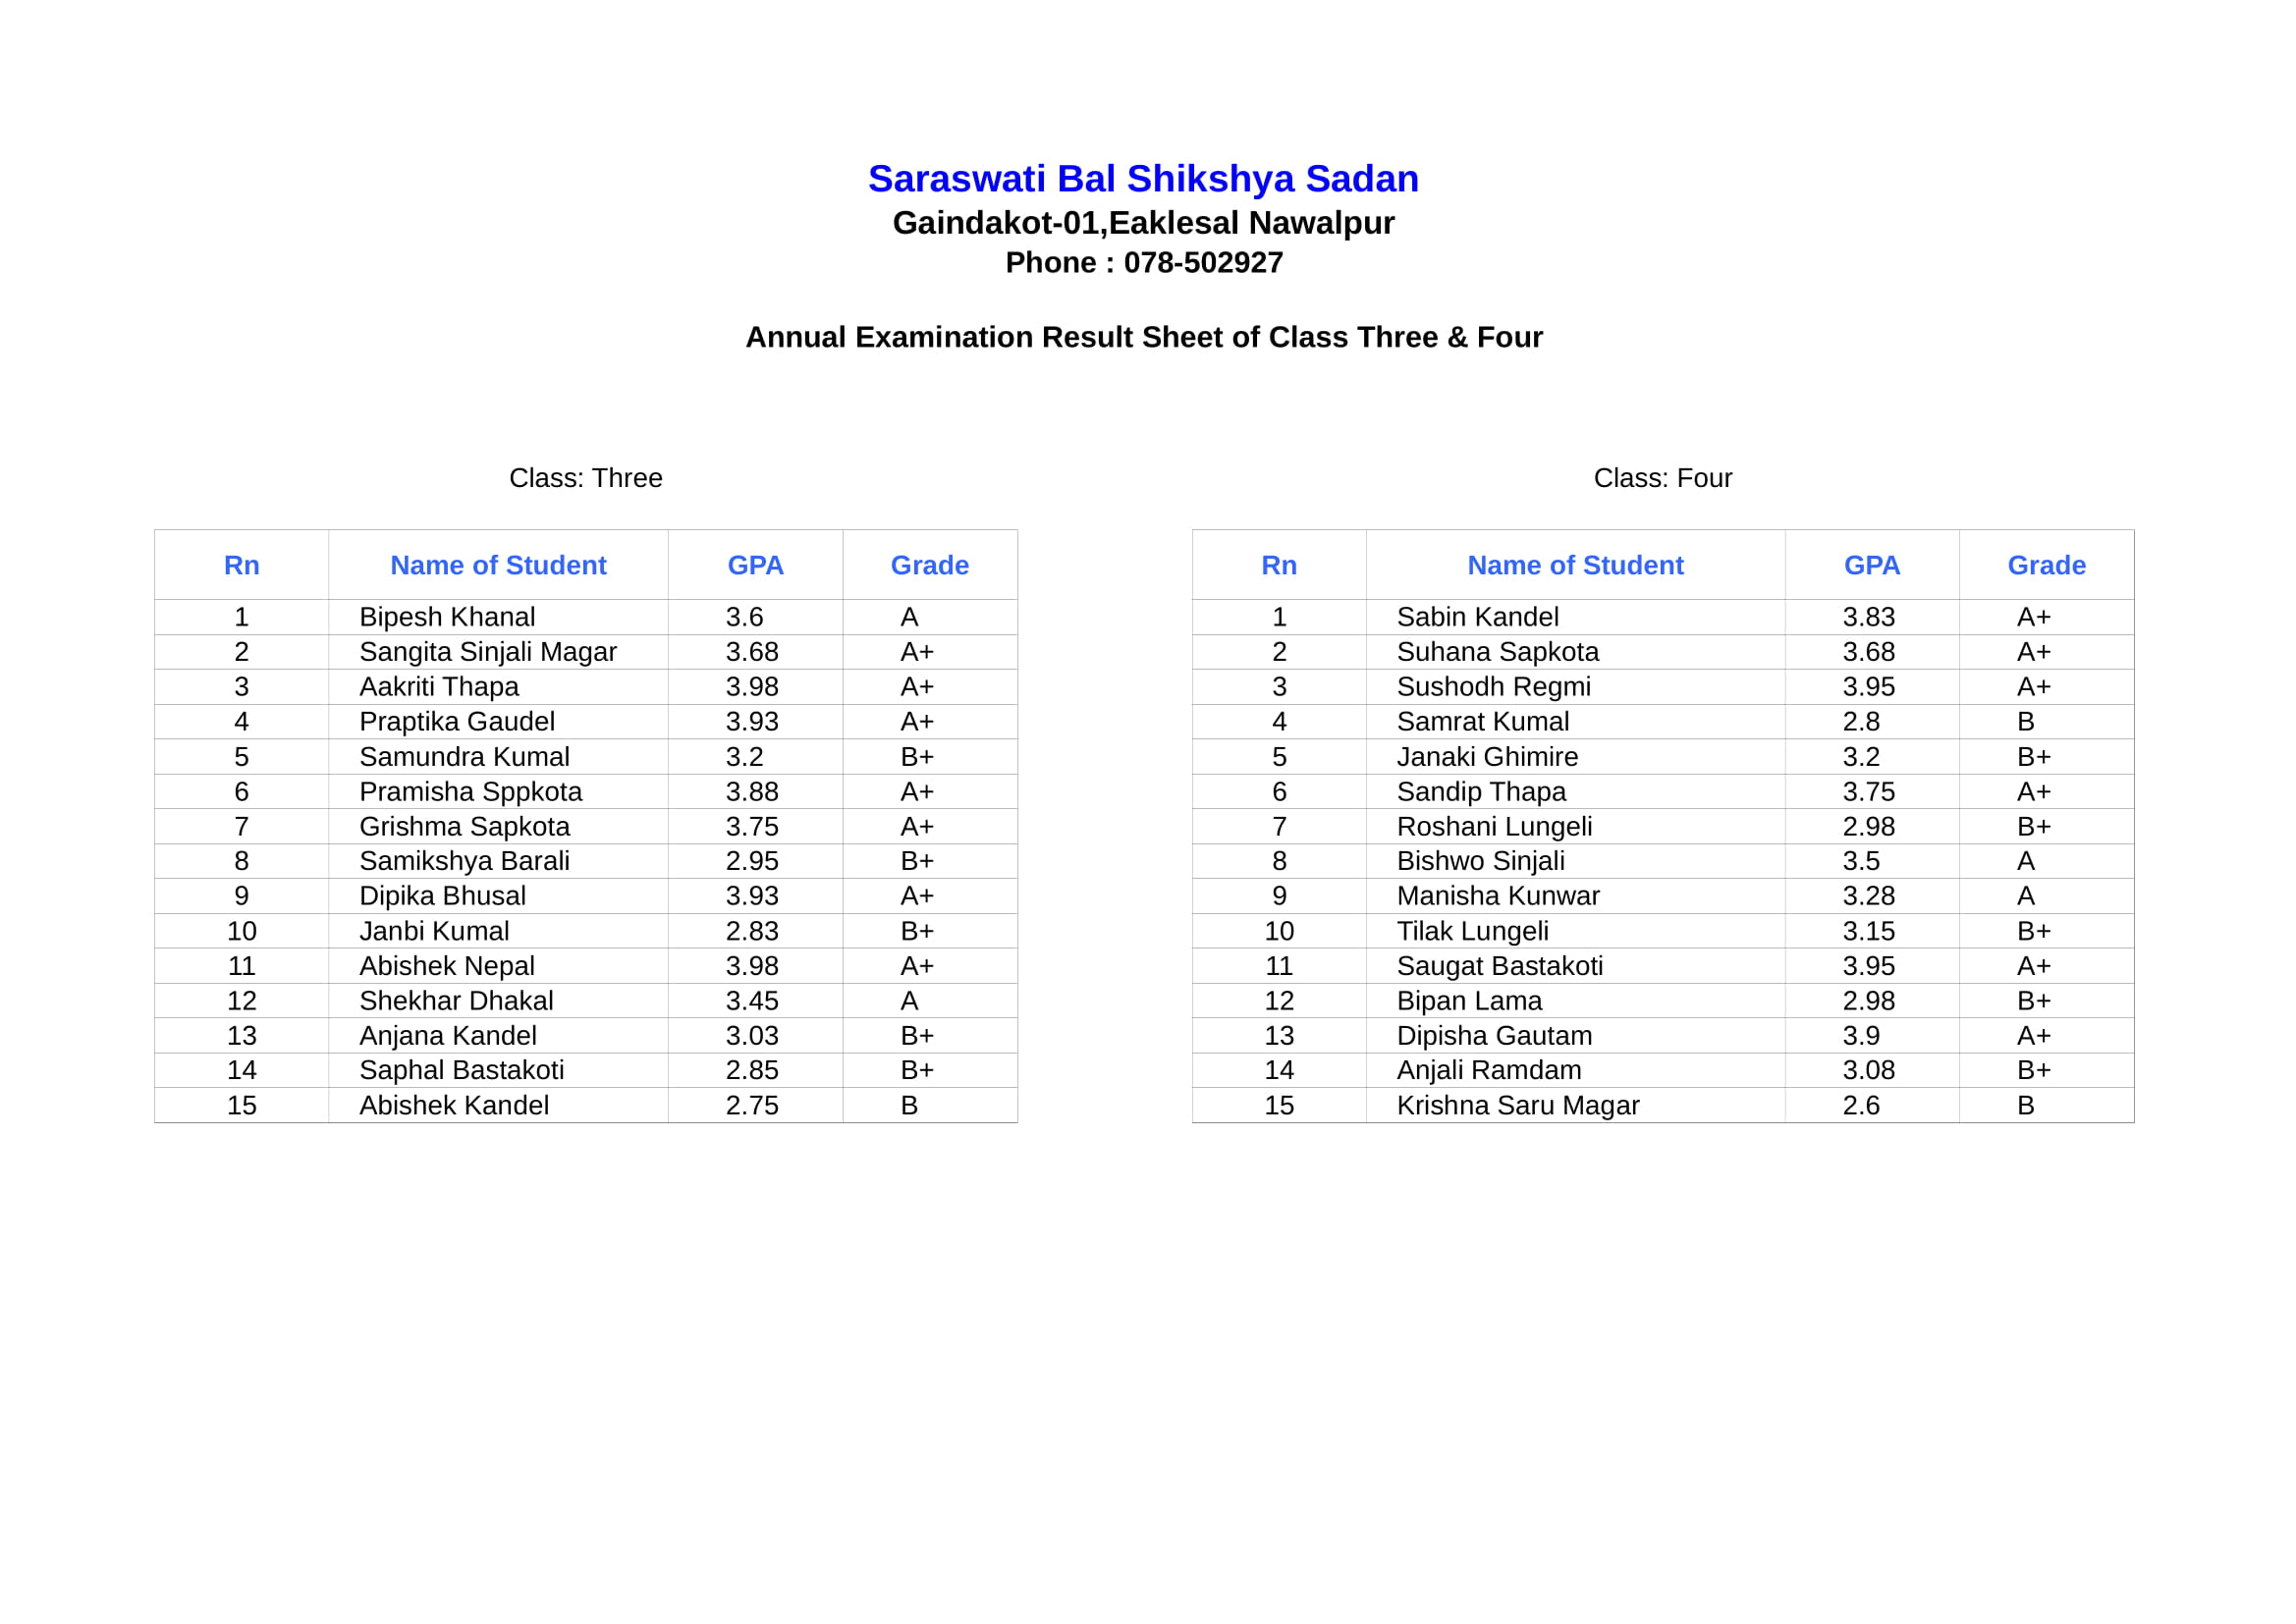 Saraswati Bal Shikshya Sadan
Gaindakot-01,Eaklesal Nawalpur
Phone : 078-502927
Annual Examination Result Sheet of Class Three & Four
Class: Three
Rn Name of Student GPA Grade
1 Bipesh Khanal 3.6 A
2 Sangita Sinjali Magar 3.68 A+
3 Aakriti Thapa 3.98 A+
4 Praptika Gaudel 3.93 A+
5 Samundra Kumal 3.2 B+
6 Pramisha Sppkota 3.88 A+
7 Grishma Sapkota 3.75 A+
8 Samikshya Barali 2.95 B+
9 Dipika Bhusal 3.93 A+
10 Janbi Kumal 2.83 B+
11 Abishek Nepal 3.98 A+
12 Shekhar Dhakal 3.45 A
13 Anjana Kandel 3.03 B+
14 Saphal Bastakoti 2.85 B+
15 Abishek Kandel 2.75 B
Class: Four
Rn Name of Student GPA Grade
1 Sabin Kandel 3.83 A+
2 Suhana Sapkota 3.68 A+
3 Sushodh Regmi 3.95 A+
4 Samrat Kumal 2.8 B
5 Janaki Ghimire 3.2 B+
6 Sandip Thapa 3.75 A+
7 Roshani Lungeli 2.98 B+
8 Bishwo Sinjali 3.5 A
9 Manisha Kunwar 3.28 A
10 Tilak Lungeli 3.15 B+
11 Saugat Bastakoti 3.95 A+
12 Bipan Lama 2.98 B+
13 Dipisha Gautam 3.9 A+
14 Anjali Ramdam 3.08 B+
15 Krishna Saru Magar 2.6 B